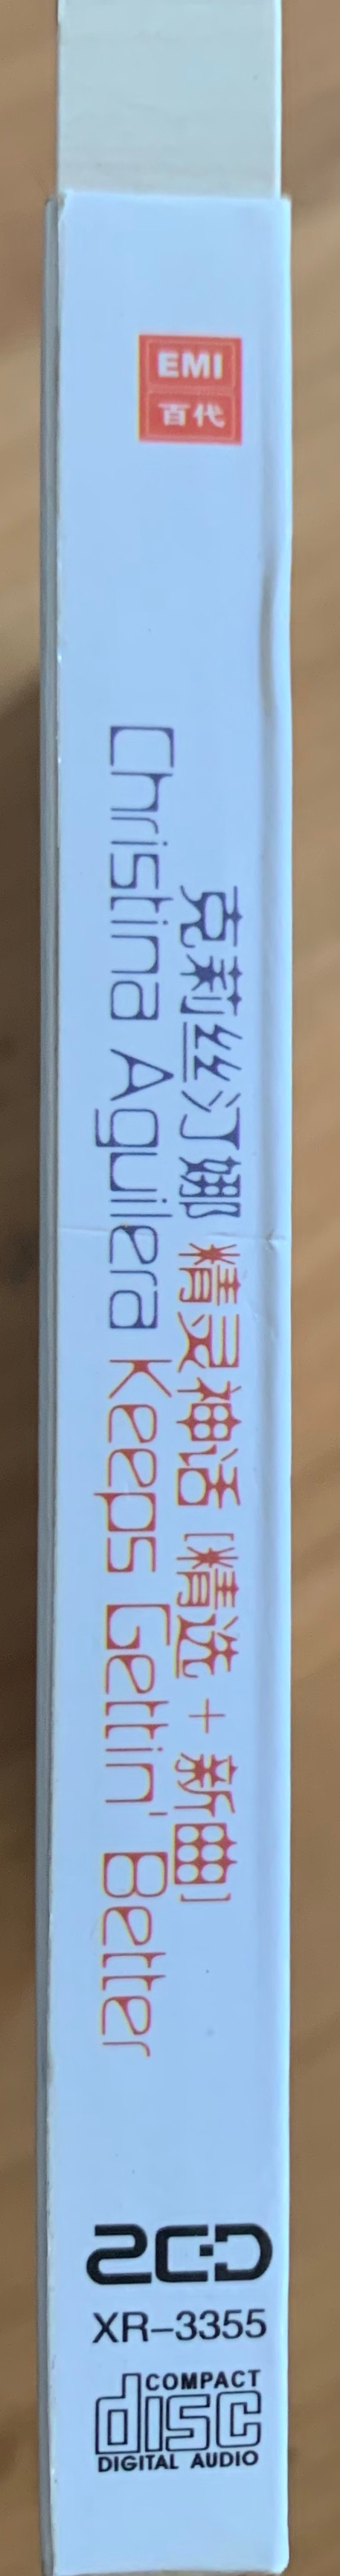 EMI
百代
克莉丝汀娜 精灵神话 [精选 + 新曲]
Christina Aguilera Keeps Gettin' Better
2CD
XR-3355
COMPACT
disc
DIGITAL AUDIO